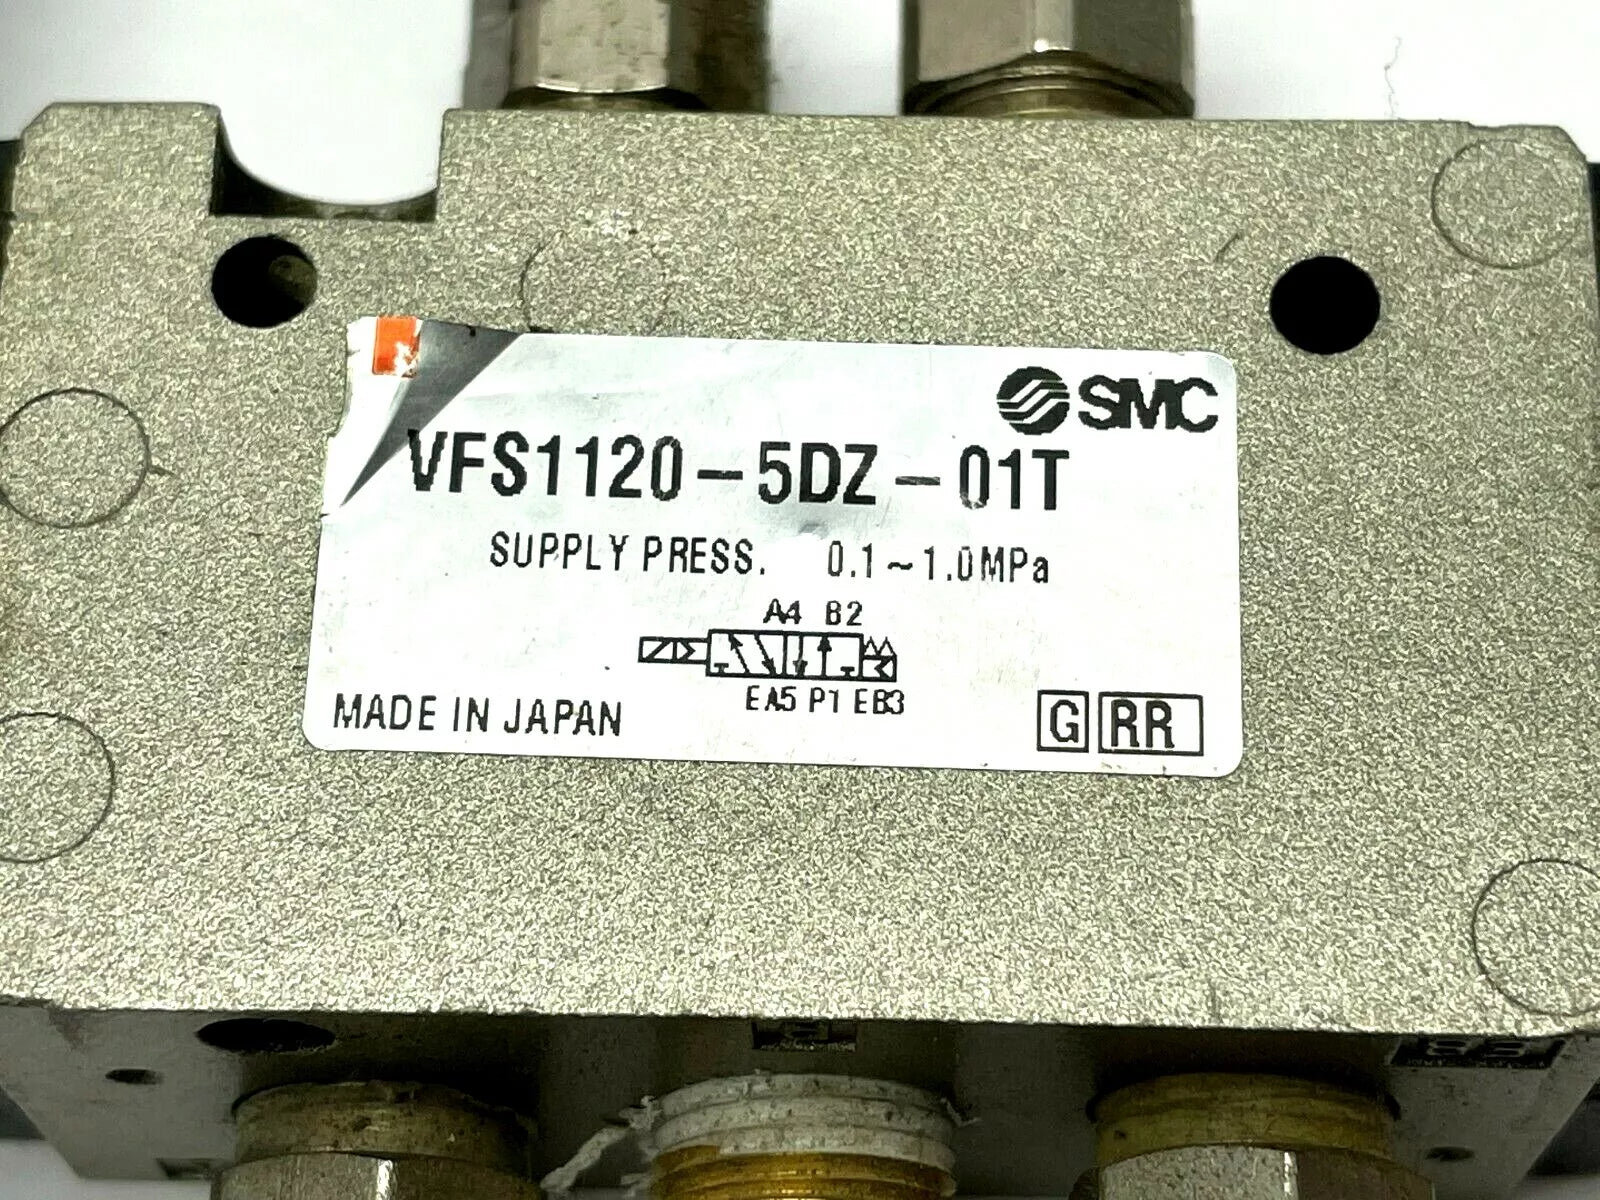 SMC
VFS1120-5DZ-01T
SUPPLY PRESS. 0.1~1.0MPa
A4 B2
EA5 P1 EB3
MADE IN JAPAN
G RR